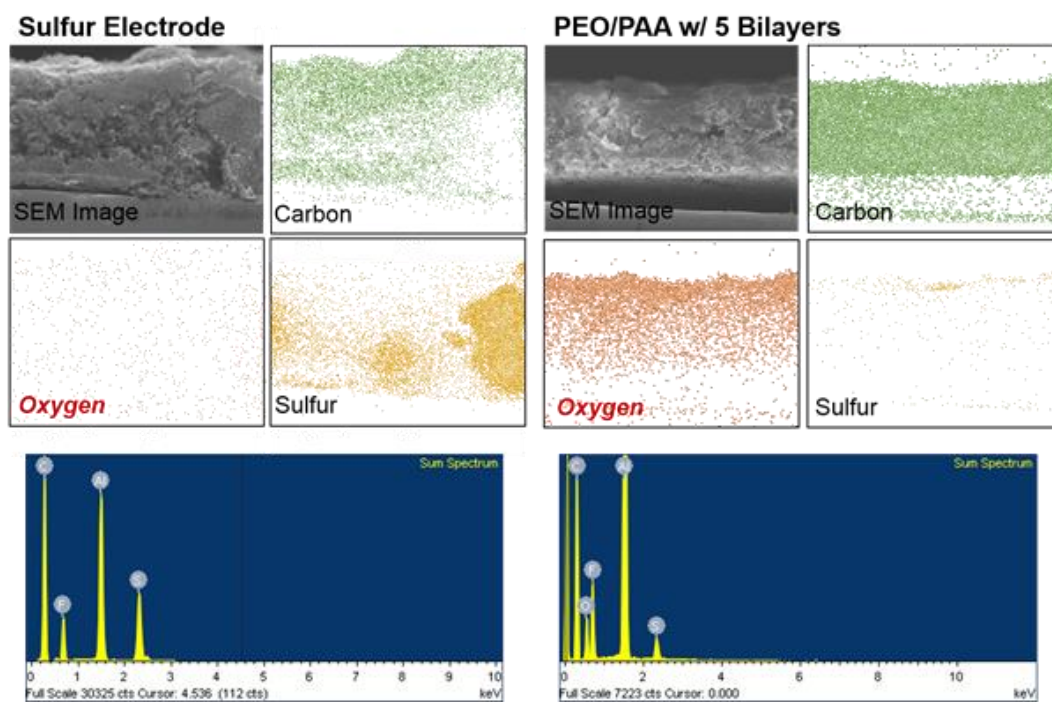 Sulfur Electrode
PEO/PAA w/ 5 Bilayers
SEM Image
Carbon
SEM Image
Carbon
Oxygen
Sulfur
Oxygen
Sulfur
Sum Spectrum
C
Al
S
F
0 1 2 3 4 5 6 7 8 9 10
Full Scale 30325 cts Cursor: 4.536 (112 cts)
keV
Sum Spectrum
C
Al
F
O
S
0 2 4 6 8 10
Full Scale 7223 cts Cursor: 0.000
keV